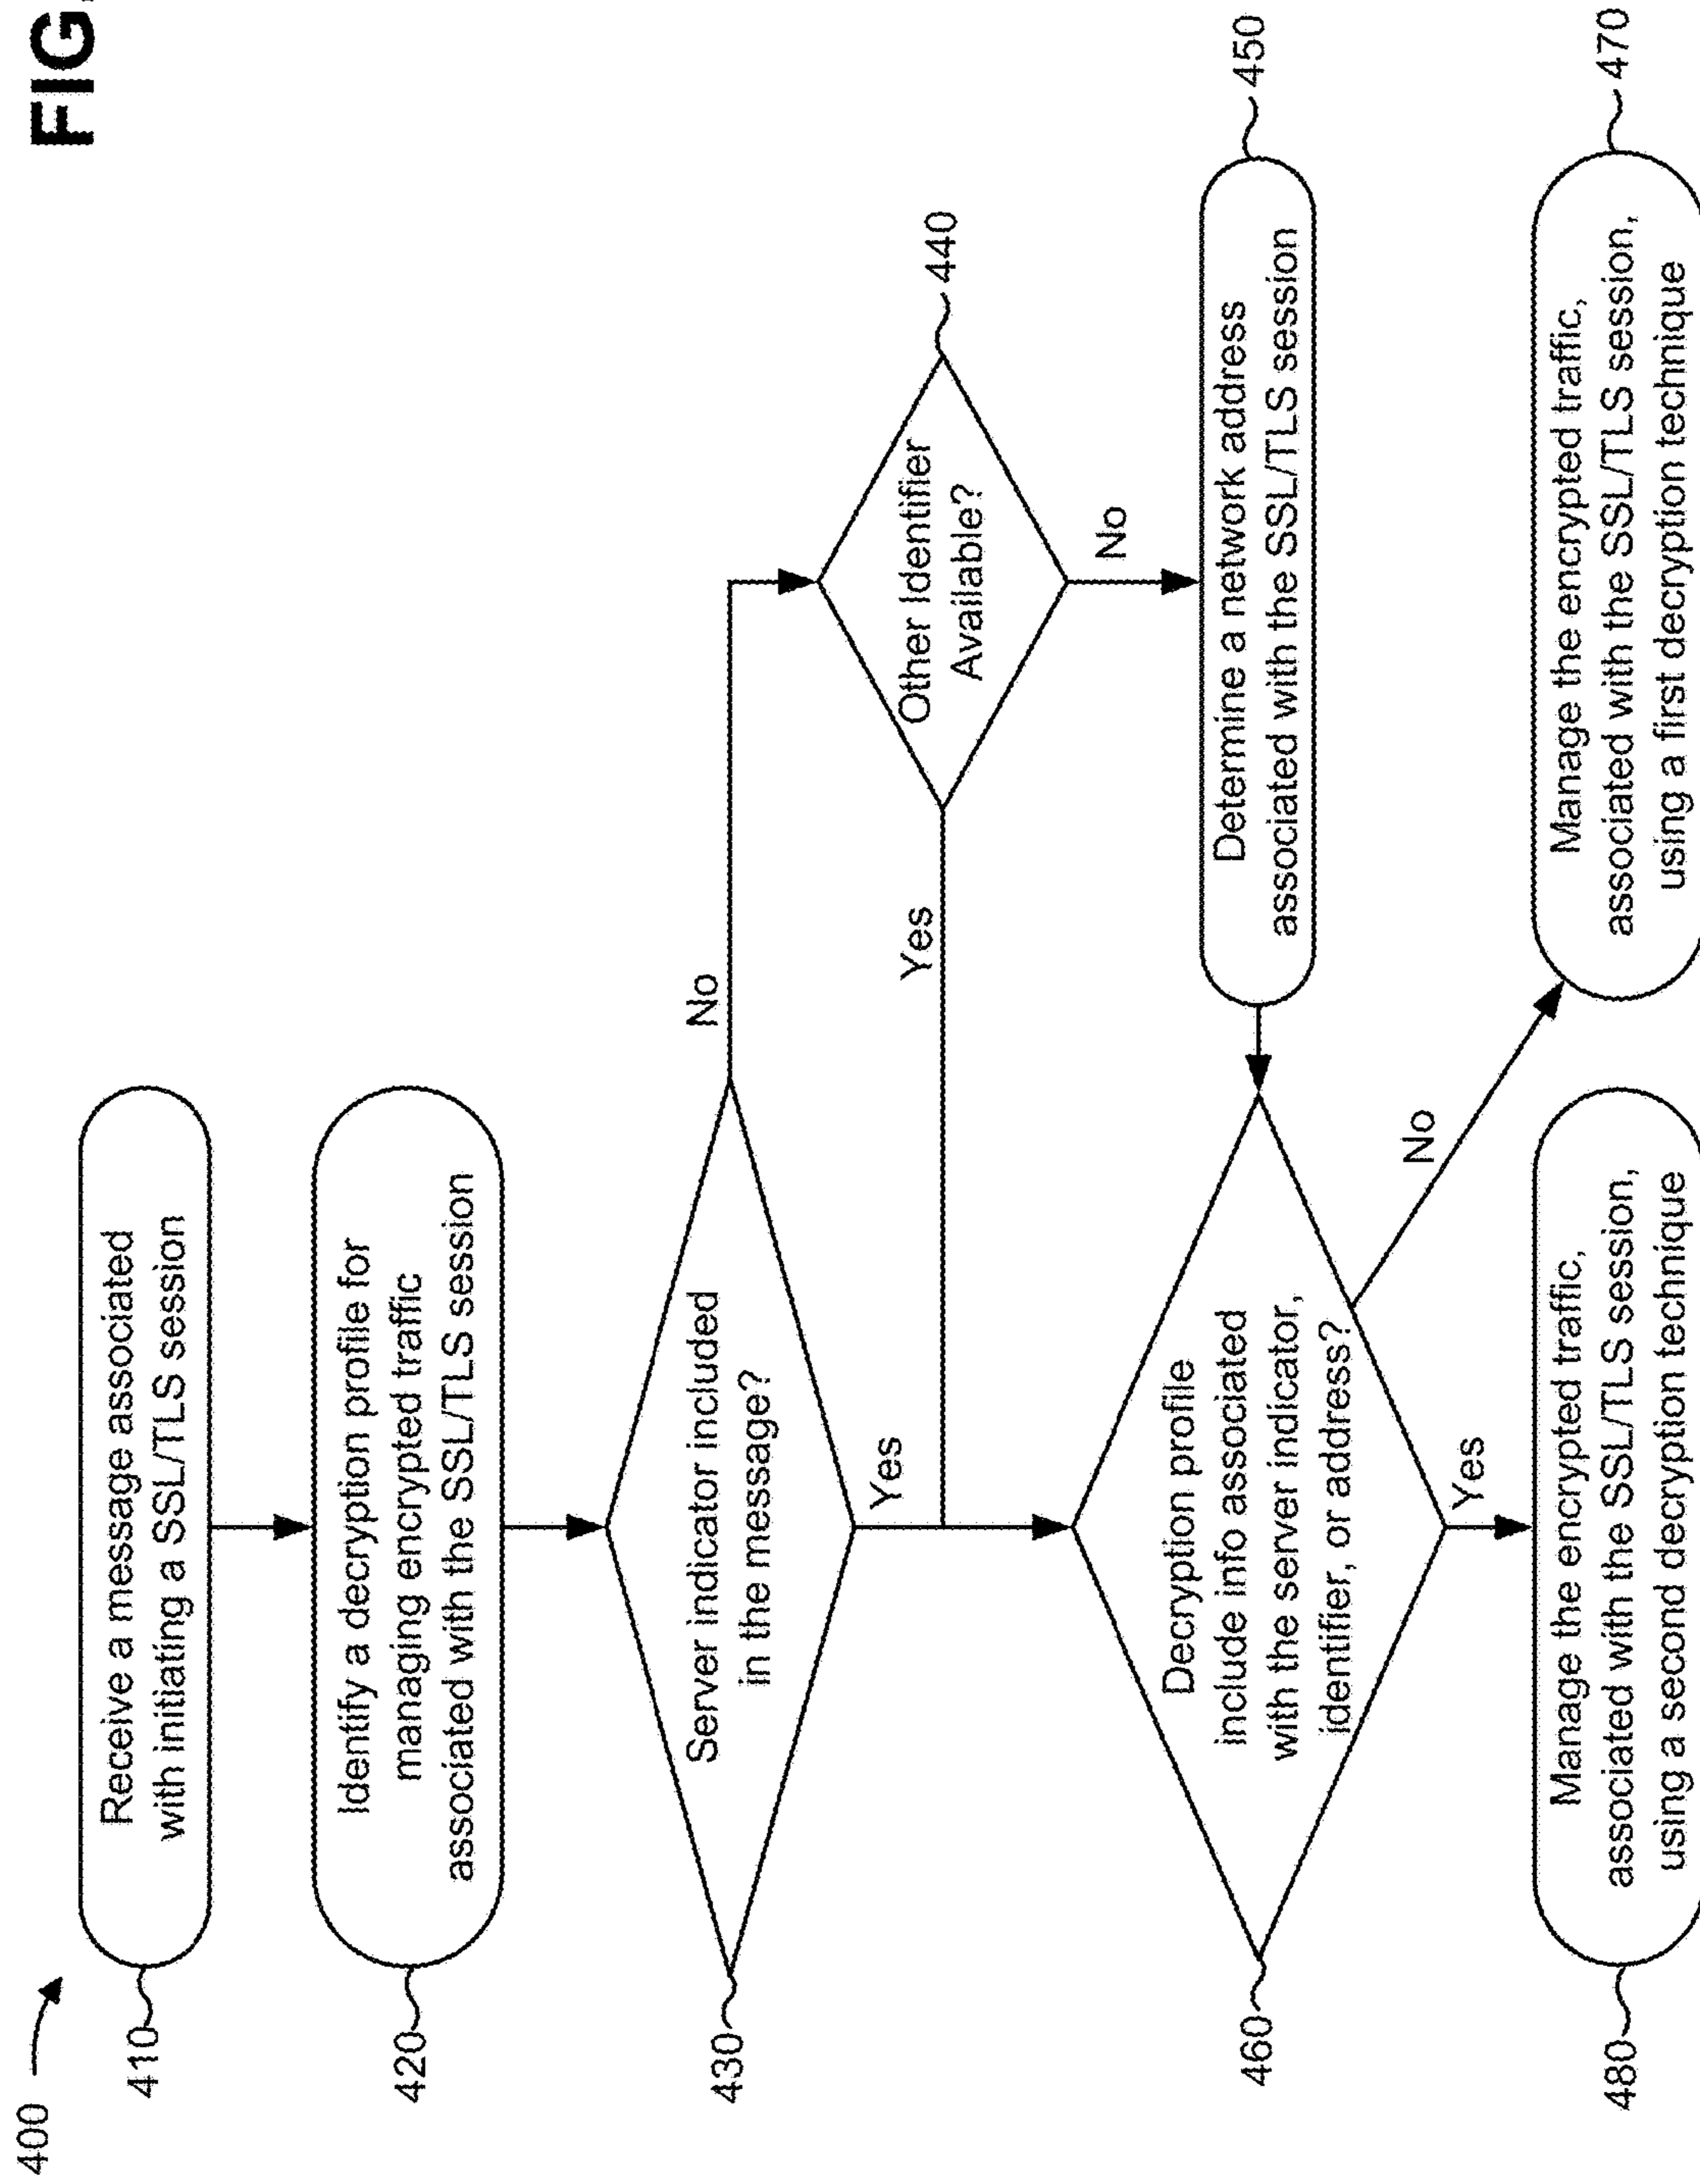 FIG.
400
410
Receive a message associated
with initiating a SSL/TLS session
420
Identify a decryption profile for
managing encrypted traffic
associated with the SSL/TLS session
430
Server indicator included
in the message?
No
Yes
440
Other Identifier
Available?
Yes
No
450
Determine a network address
associated with the SSL/TLS session
460
Decryption profile
include info associated
with the server indicator,
identifier, or address?
No
Yes
470
Manage the encrypted traffic,
associated with the SSL/TLS session,
using a first decryption technique
480
Manage the encrypted traffic,
associated with the SSL/TLS session,
using a second decryption technique